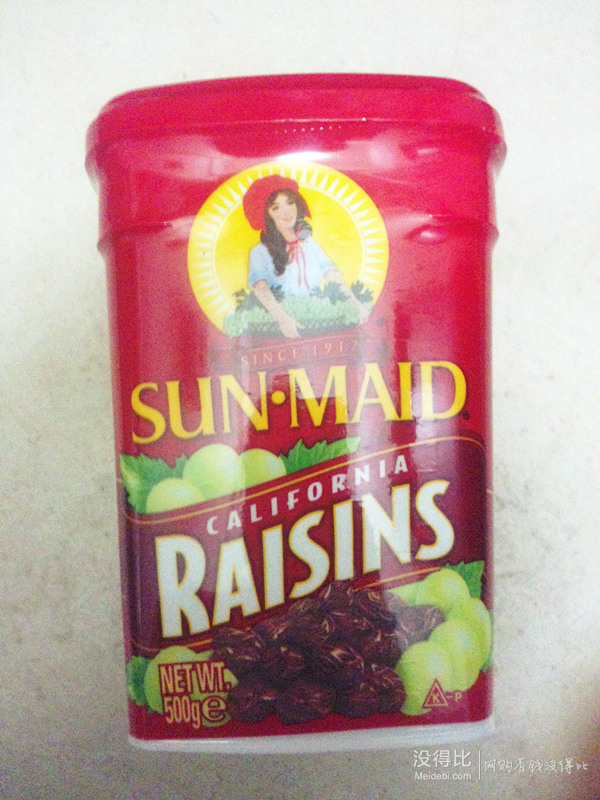 SINCE 1912
SUN•MAID®
CALIFORNIA
RAISINS
NET WT.
500g e
K-P
没得比
Meidebi.com
网购省钱没得比